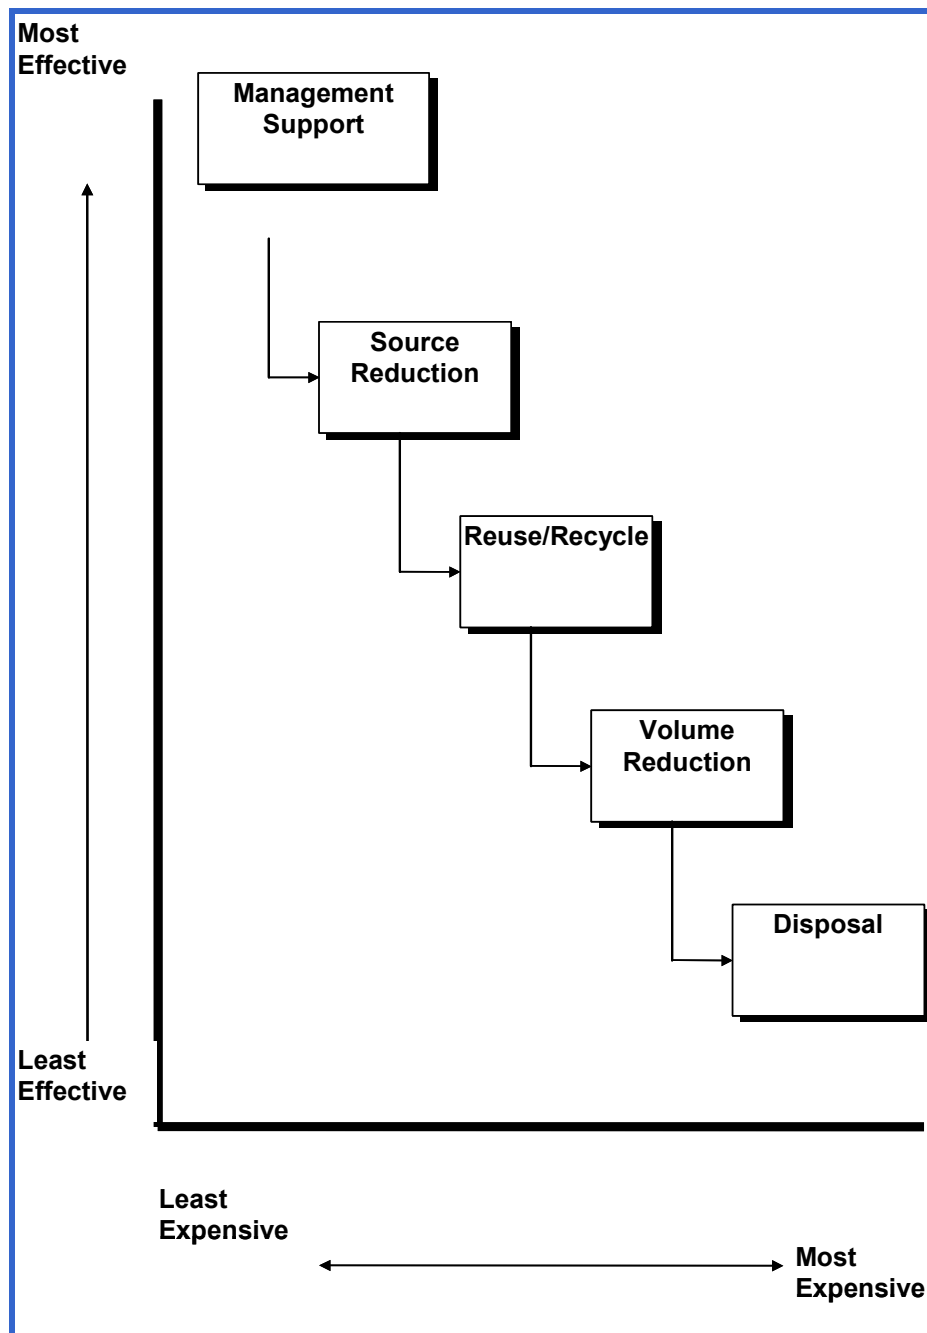 Most
Effective
Management
Support
Source
Reduction
Reuse/Recycle
Volume
Reduction
Disposal
Least
Effective
Least
Expensive
Most
Expensive